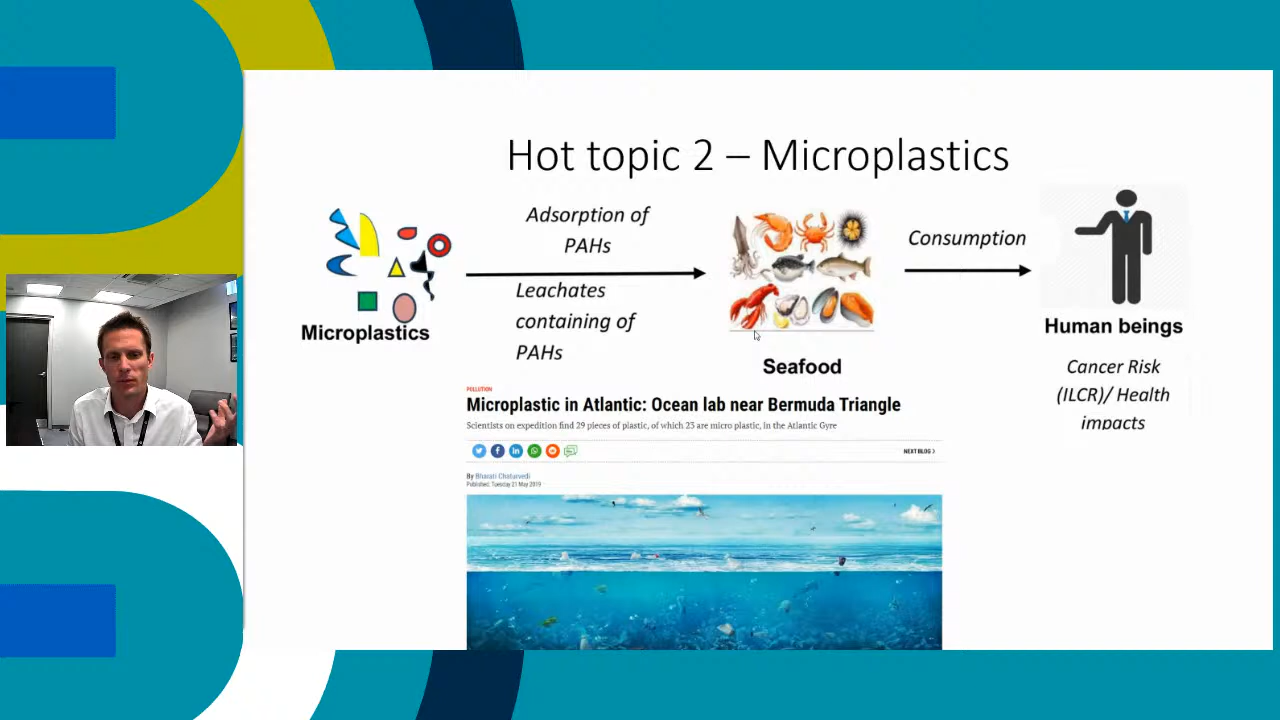 Hot topic 2 – Microplastics
Adsorption of
PAHs
Leachates
containing of
PAHs
Consumption
Microplastics
Seafood
Human beings
Cancer Risk
(ILCR)/ Health
impacts
POLLUTION
Microplastic in Atlantic: Ocean lab near Bermuda Triangle
Scientists on expedition find 29 pieces of plastic, of which 23 are micro plastic, in the Atlantic Gyre
NEXT BLOG
By Bharati Chaturvedi
Published: Tuesday 21 May 2019